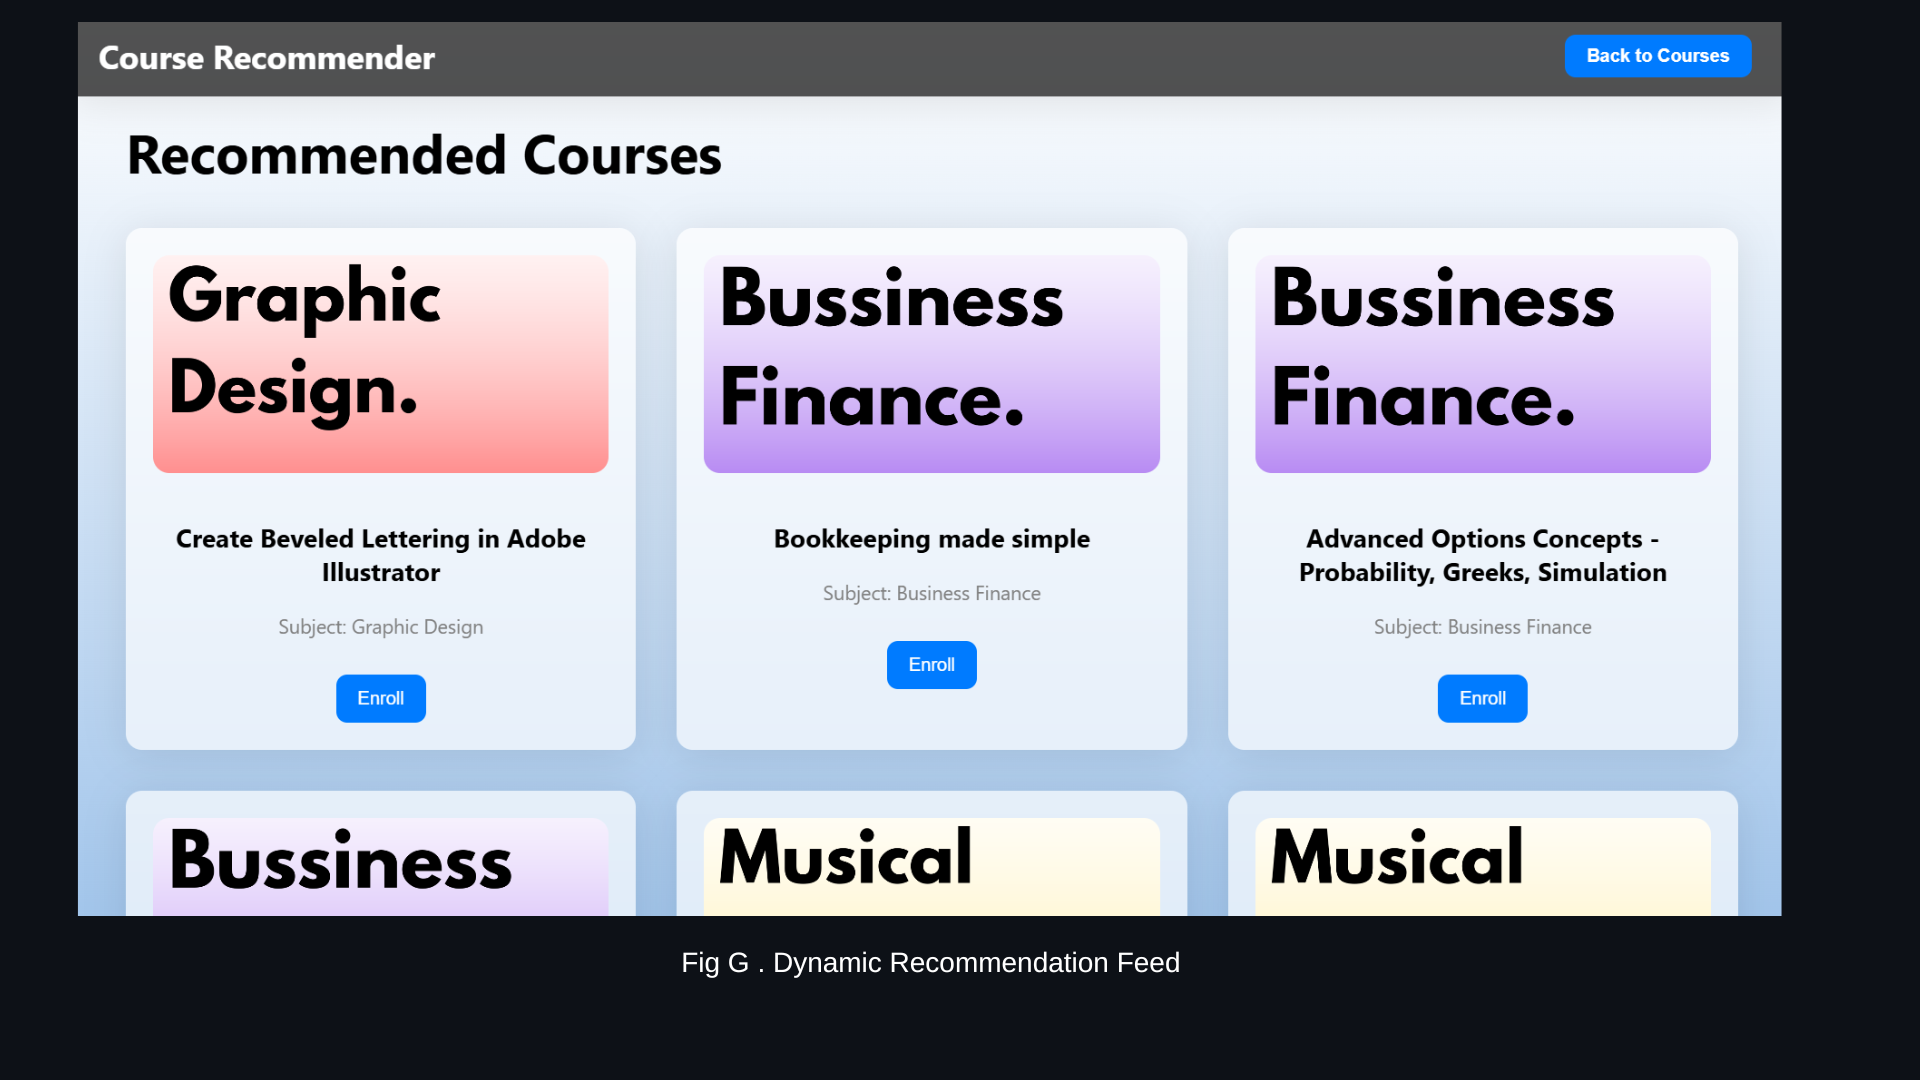 Course Recommender
Back to Courses
Recommended Courses
Graphic
Design.
Create Beveled Lettering in Adobe
Illustrator
Subject: Graphic Design
Enroll
Bussiness
Finance.
Bookkeeping made simple
Subject: Business Finance
Enroll
Bussiness
Finance.
Advanced Options Concepts -
Probability, Greeks, Simulation
Subject: Business Finance
Enroll
Bussiness
Musical
Musical
Fig G . Dynamic Recommendation Feed